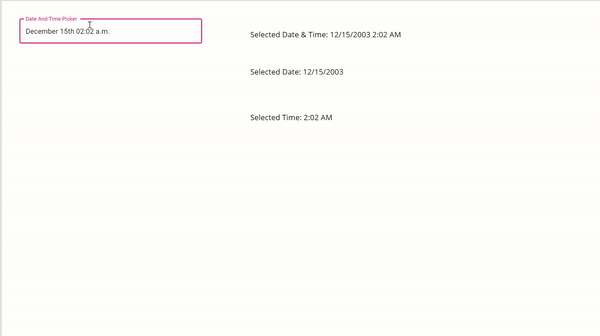 Date And Time Picker
December 15th 02:02 a.m.
Selected Date & Time: 12/15/2003 2:02 AM
Selected Date: 12/15/2003
Selected Time: 2:02 AM